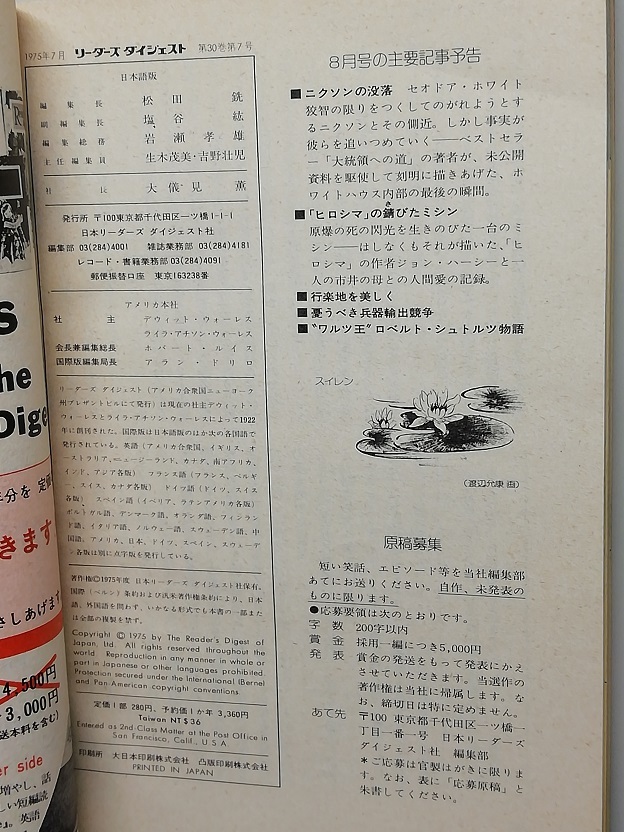 1975年7月 リーダーズ ダイジェスト 第30巻第7号
日本語版
編集長 松田 銑
副編集長 塩谷 紘
編集総務 岩瀬孝雄
主任編集員 生木茂美・吉野壮児
社長 大儀見 薫
発行所 〒100東京都千代田区一ツ橋1-1-1
日本リーダーズ ダイジェスト社
編集部 03(284)4001 雑誌業務部 03(284)4181
レコード・書籍業務部 03(284)4091
郵便振替口座 東京163238番
アメリカ本社
社主 デウィット・ウォーレス
ライラ・アチソン・ウォーレス
会長兼編集総長 ホバート・ルイス
国際版編集局長 アラン・ドリロ
リーダーズ ダイジェスト（アメリカ合衆国ニューヨーク
州プレザントビルにて発行）は現在の社主デウィット・
ウォーレスとライラ・アチソン・ウォーレスによって1922
年に創刊された。国際版は日本語版のほか次の各国語で
発行されている。英語（アメリカ合衆国、イギリス、オ
ーストラリア、ニュージーランド、カナダ、南アフリカ、
インド、アジア各版） フランス語（フランス、ベルギ
ー、スイス、カナダ各版） ドイツ語（ドイツ、スイス
各版） スペイン語（イベリア、ラテンアメリカ各版）
ポルトガル語、デンマーク語、オランダ語、フィンラン
ド語、イタリア語、ノルウェー語、スウェーデン語、中
国語。アメリカ、日本、ドイツ、スペイン、スウェーデ
ン各版は別に点字版を発行している。
著作権©1975年度 日本リーダーズ ダイジェスト社保有。
国際（ベルン）条約および汎米著作権条約により、日本
語、外国語を問わず、いかなる形式でも本書の一部また
は全部の複製を禁ず。
Copyright © 1975 by The Reader's Digest of
Japan, Ltd. All rights reserved throughout the
world. Reproduction in any manner in whole or
part in Japanese or other languages prohibited.
Protection secured under the International (Berne)
and Pan-American copyright conventions.
定価1部 280円、予約価1か年 3,360円
Taiwan NT$36
Entered as 2nd-Class Matter at the Post Office in
San Francisco, Calif., U.S.A.
印刷所 大日本印刷株式会社 凸版印刷株式会社
PRINTED IN JAPAN
8月号の主要記事予告
■ニクソンの没落 セオドア・ホワイト
狡智の限りをつくしてのがれようとす
るニクソンとその側近。しかし事実が
彼らを追いつめていく――ベストセラ
ー「大統領への道」の著者が、未公開
資料を駆使して刻明に描きあげた、ホ
ワイトハウス内部の最後の瞬間。
■「ヒロシマ」の錆びたミシン
さ
原爆の死の閃光を生きのびた一台のミ
シン――はしなくもそれが描いた、「ヒ
ロシマ」の作者ジョン・ハーシーと一
人の市井の母との人間愛の記録。
■行楽地を美しく
■憂うべき兵器輸出競争
■〝ワルツ王〟ロベルト・シュトルツ物語
スイレン
（渡辺允康 画）
原稿募集
短い笑話、エピソード等を当社編集部
あてにお送りください。自作、未発表の
ものに限ります。
●応募要領は次のとおりです。
字数 200字以内
賞金 採用一編につき5,000円
発表 賞金の発送をもって発表にかえ
させていただきます。当選作の
著作権は当社に帰属します。な
お、締切日は特に定めません。
あて先 〒100 東京都千代田区一ツ橋一
丁目一番一号 日本リーダーズ
ダイジェスト社 編集部
＊ご応募は官製はがきに限りま
す。なお、表に「応募原稿」と
朱書してください。
s
he
Dige
年分を 定価
きます
さしあげます
4,500円
3,000円
送本料を含む）
er side
増やし、話
しい短編読
英語